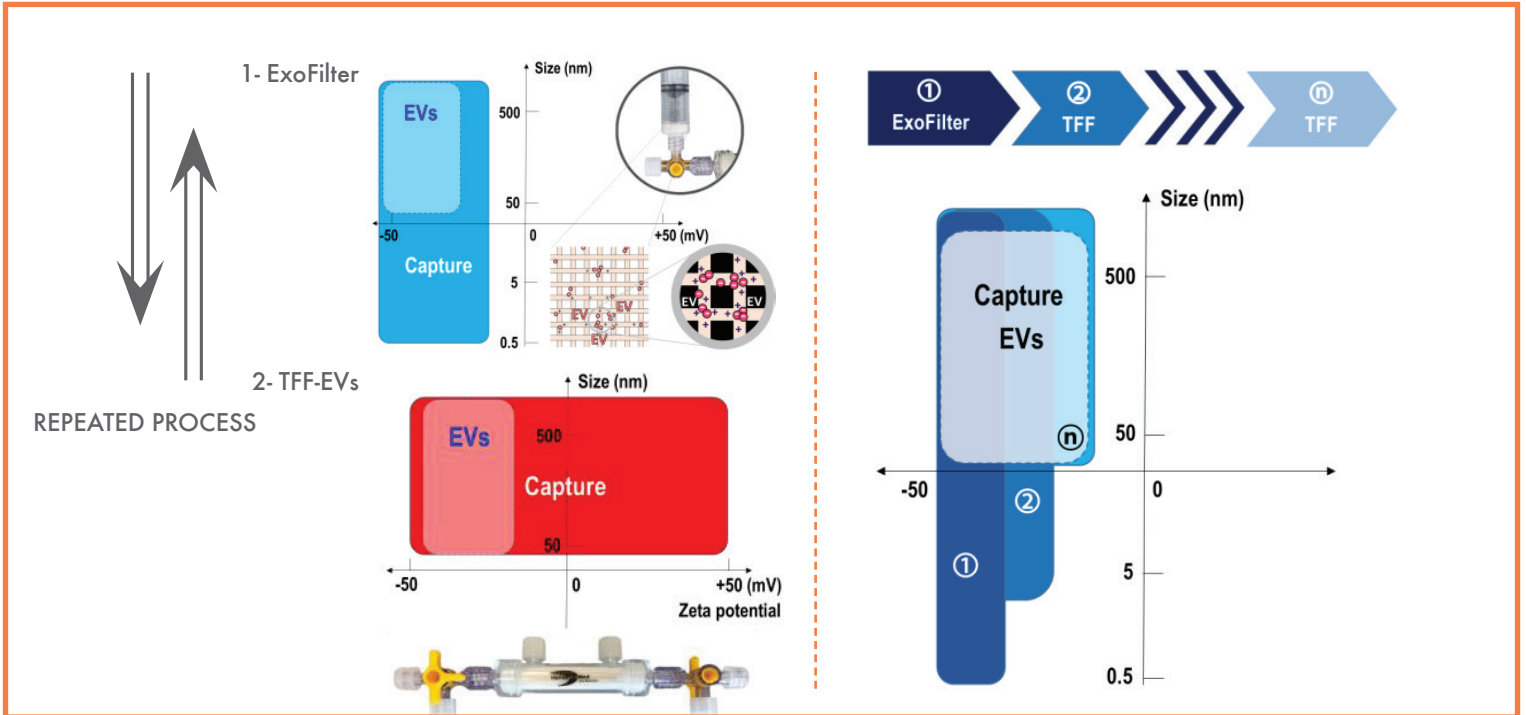 1- ExoFilter
Size (nm)
EVs
500
50
-50
0
+50 (mV)
Capture
5
0.5
EV
EV
EV
EV
EV
2- TFF-EVs
REPEATED PROCESS
Size (nm)
EVs
500
Capture
50
-50
0
+50 (mV)
Zeta potential
①
ExoFilter
②
TFF
ⓝ
TFF
Size (nm)
500
Capture
EVs
50
ⓝ
-50
0
②
①
5
0.5